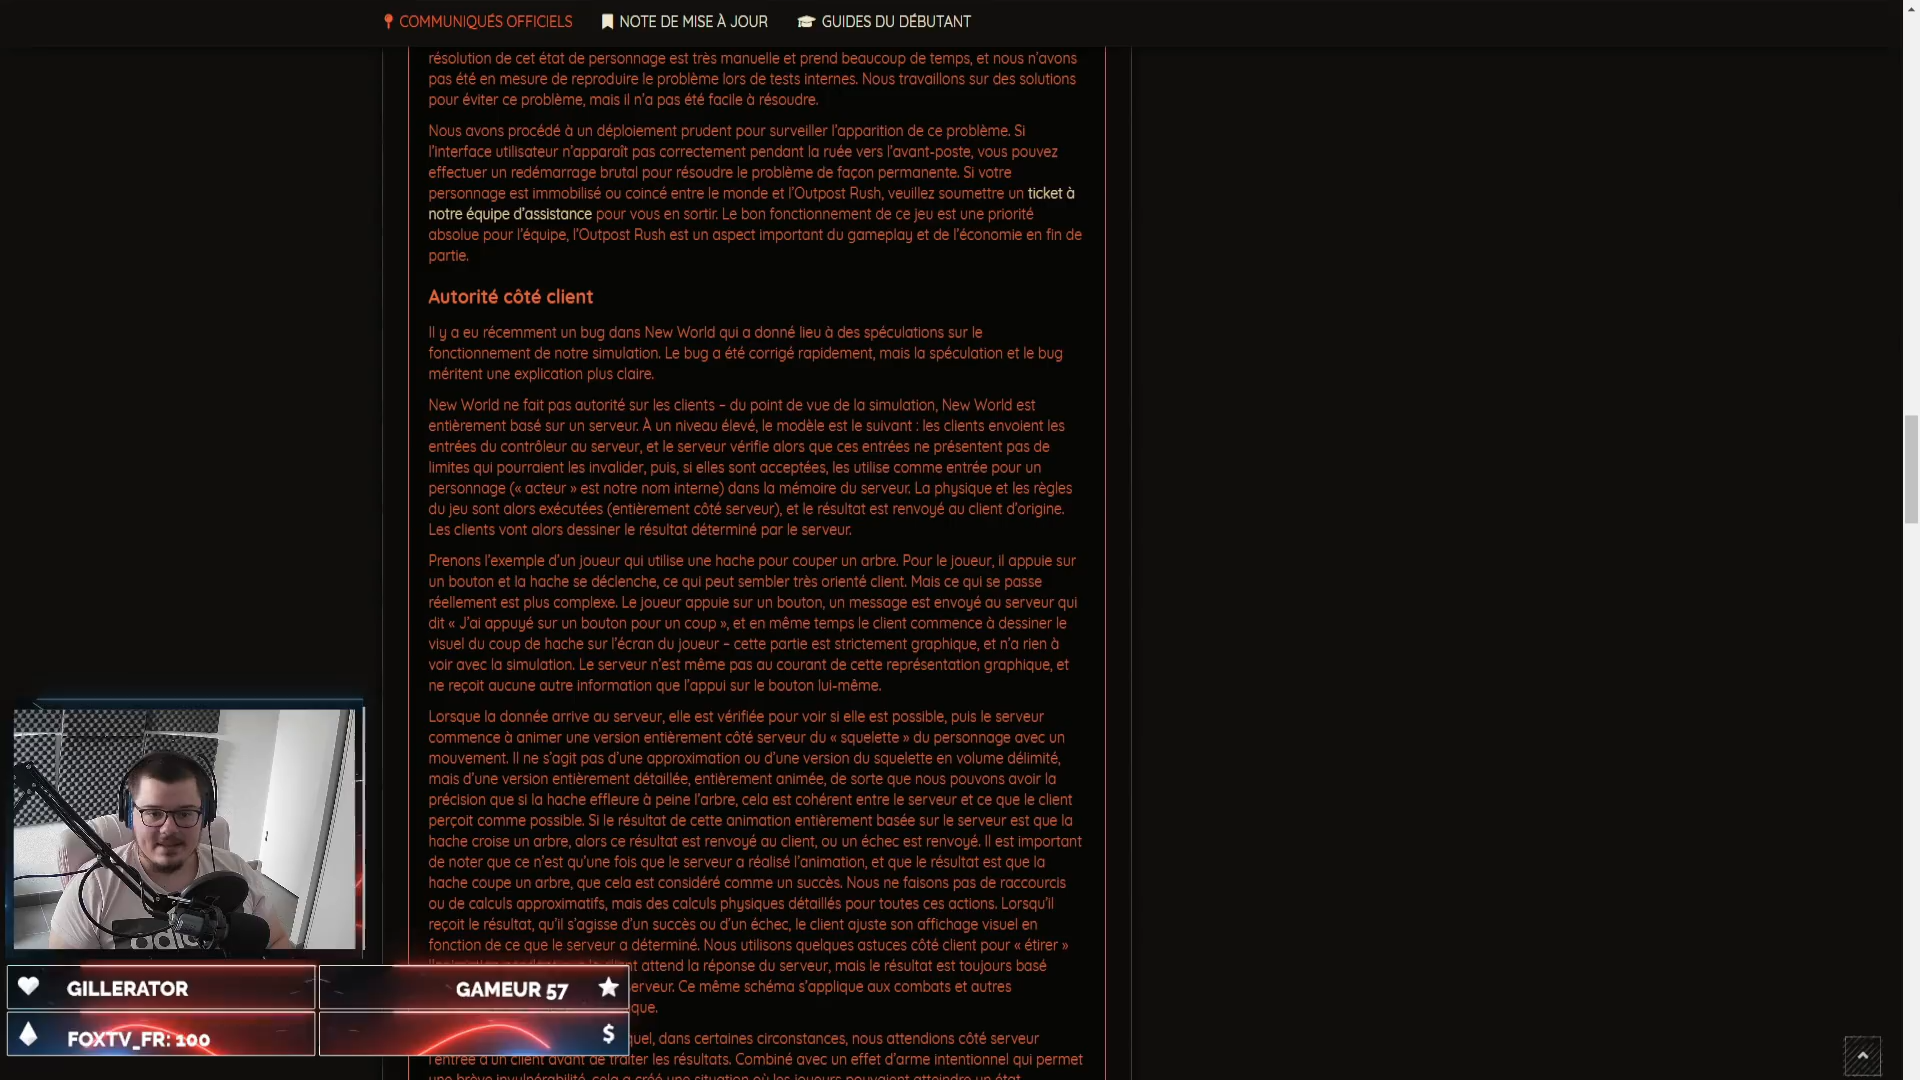 COMMUNIQUÉS OFFICIELS
NOTE DE MISE À JOUR
GUIDES DU DÉBUTANT
résolution de cet état de personnage est très manuelle et prend beaucoup de temps, et nous n'avons
pas été en mesure de reproduire le problème lors de tests internes. Nous travaillons sur des solutions
pour éviter ce problème, mais il n'a pas été facile à résoudre.
Nous avons procédé à un déploiement prudent pour surveiller l'apparition de ce problème. Si
l'interface utilisateur n'apparaît pas correctement pendant la ruée vers l'avant-poste, vous pouvez
effectuer un redémarrage brutal pour résoudre le problème de façon permanente. Si votre
personnage est immobilisé ou coincé entre le monde et l'Outpost Rush, veuillez soumettre un ticket à
notre équipe d'assistance pour vous en sortir. Le bon fonctionnement de ce jeu est une priorité
absolue pour l'équipe, l'Outpost Rush est un aspect important du gameplay et de l'économie en fin de
partie.
Autorité côté client
Il y a eu récemment un bug dans New World qui a donné lieu à des spéculations sur le
fonctionnement de notre simulation. Le bug a été corrigé rapidement, mais la spéculation et le bug
méritent une explication plus claire.
New World ne fait pas autorité sur les clients – du point de vue de la simulation, New World est
entièrement basé sur un serveur. À un niveau élevé, le modèle est le suivant : les clients envoient les
entrées du contrôleur au serveur, et le serveur vérifie alors que ces entrées ne présentent pas de
limites qui pourraient les invalider, puis, si elles sont acceptées, les utilise comme entrée pour un
personnage (« acteur » est notre nom interne) dans la mémoire du serveur. La physique et les règles
du jeu sont alors exécutées (entièrement côté serveur), et le résultat est renvoyé au client d'origine.
Les clients vont alors dessiner le résultat déterminé par le serveur.
Prenons l'exemple d'un joueur qui utilise une hache pour couper un arbre. Pour le joueur, il appuie sur
un bouton et la hache se déclenche, ce qui peut sembler très orienté client. Mais ce qui se passe
réellement est plus complexe. Le joueur appuie sur un bouton, un message est envoyé au serveur qui
dit « J'ai appuyé sur un bouton pour un coup », et en même temps le client commence à dessiner le
visuel du coup de hache sur l'écran du joueur – cette partie est strictement graphique, et n'a rien à
voir avec la simulation. Le serveur n'est même pas au courant de cette représentation graphique, et
ne reçoit aucune autre information que l'appui sur le bouton lui-même.
Lorsque la donnée arrive au serveur, elle est vérifiée pour voir si elle est possible, puis le serveur
commence à animer une version entièrement côté serveur du « squelette » du personnage avec un
mouvement. Il ne s'agit pas d'une approximation ou d'une version du squelette en volume délimité,
mais d'une version entièrement détaillée, entièrement animée, de sorte que nous pouvons avoir la
précision que si la hache effleure à peine l'arbre, cela est cohérent entre le serveur et ce que le client
perçoit comme possible. Si le résultat de cette animation entièrement basée sur le serveur est que la
hache croise un arbre, alors ce résultat est renvoyé au client, ou un échec est renvoyé. Il est important
de noter que ce n'est qu'une fois que le serveur a réalisé l'animation, et que le résultat est que la
hache coupe un arbre, que cela est considéré comme un succès. Nous ne faisons pas de raccourcis
ou de calculs approximatifs, mais des calculs physiques détaillés pour toutes ces actions. Lorsqu'il
reçoit le résultat, qu'il s'agisse d'un succès ou d'un échec, le client ajuste son affichage visuel en
fonction de ce que le serveur a déterminé. Nous utilisons quelques astuces côté client pour « étirer »
attend la réponse du serveur, mais le résultat est toujours basé
erveur. Ce même schéma s'applique aux combats et autres
que.
quel, dans certaines circonstances, nous attendions côté serveur
l'entrée d'un client avant de traiter les résultats. Combiné avec un effet d'arme intentionnel qui permet
une brève invulnérabilité, cela a créé une situation où les joueurs pouvaient atteindre un état
adidas
GILLERATOR
GAMEUR 57
FOXTV_FR: 100
$